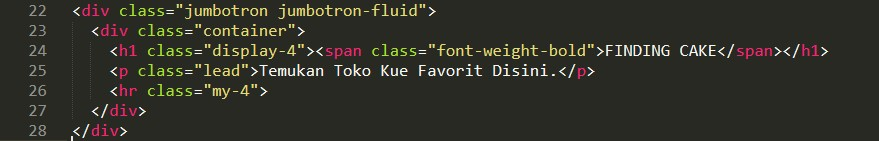 22 <div class="jumbotron jumbotron-fluid">
23 <div class="container">
24 <h1 class="display-4"><span class="font-weight-bold">FINDING CAKE</span></h1>
25 <p class="lead">Temukan Toko Kue Favorit Disini.</p>
26 <hr class="my-4">
27 </div>
28 </div>